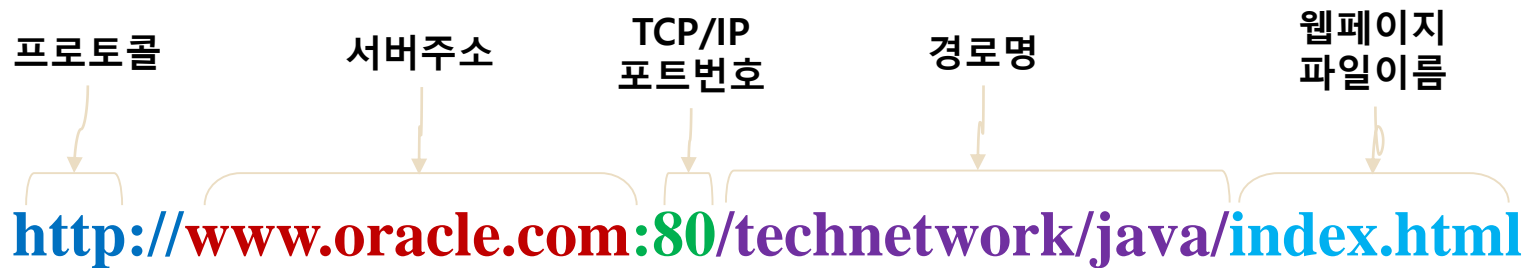 프로토콜
서버주소
TCP/IP
포트번호
경로명
웹페이지
파일이름
http://www.oracle.com:80/technetwork/java/index.html